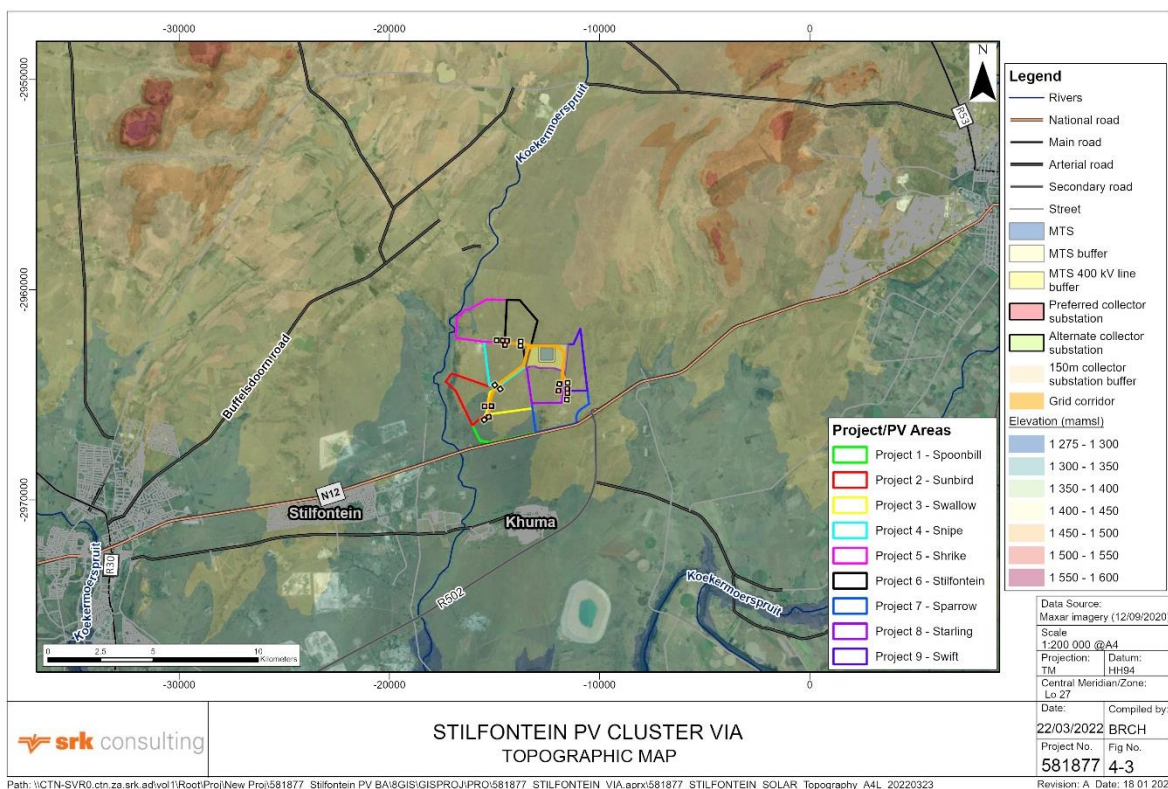 -30000
-20000
-10000
0
-2950000
-2960000
-2970000
N
Koekermoerspruit
R53
Buffelsdoornroad
N12
Stilfontein
Khuma
R502
R30
Koekermoerspruit
Koekermoerspruit
0 2.5 5 10
Kilometers
-30000
-20000
-10000
0
Legend
Rivers
National road
Main road
Arterial road
Secondary road
Street
MTS
MTS buffer
MTS 400 kV line
buffer
Preferred collector
substation
Alternate collector
substation
150m collector
substation buffer
Grid corridor
Elevation (mamsl)
1 275 - 1 300
1 300 - 1 350
1 350 - 1 400
1 400 - 1 450
1 450 - 1 500
1 500 - 1 550
1 550 - 1 600
Project/PV Areas
Project 1 - Spoonbill
Project 2 - Sunbird
Project 3 - Swallow
Project 4 - Snipe
Project 5 - Shrike
Project 6 - Stilfontein
Project 7 - Sparrow
Project 8 - Starling
Project 9 - Swift
Data Source:
Maxar imagery (12/09/2020)
Scale
1:200 000 @A4
Projection: Datum:
TM HH94
Central Meridian/Zone:
Lo 27
Date: Compiled by:
22/03/2022 BRCH
Project No. Fig No.
581877 4-3
srk consulting
STILFONTEIN PV CLUSTER VIA
TOPOGRAPHIC MAP
Path: \\CTN-SVR0.ctn.za.srk.ad\vol1\Root\Proj\New Proj\581877_Stilfontein PV BA\8GIS\GISPROJ\PRO\581877_STILFONTEIN_VIA.aprx\581877_STILFONTEIN_SOLAR_Topography_A4L_20220323
Revision: A Date: 18 01 202